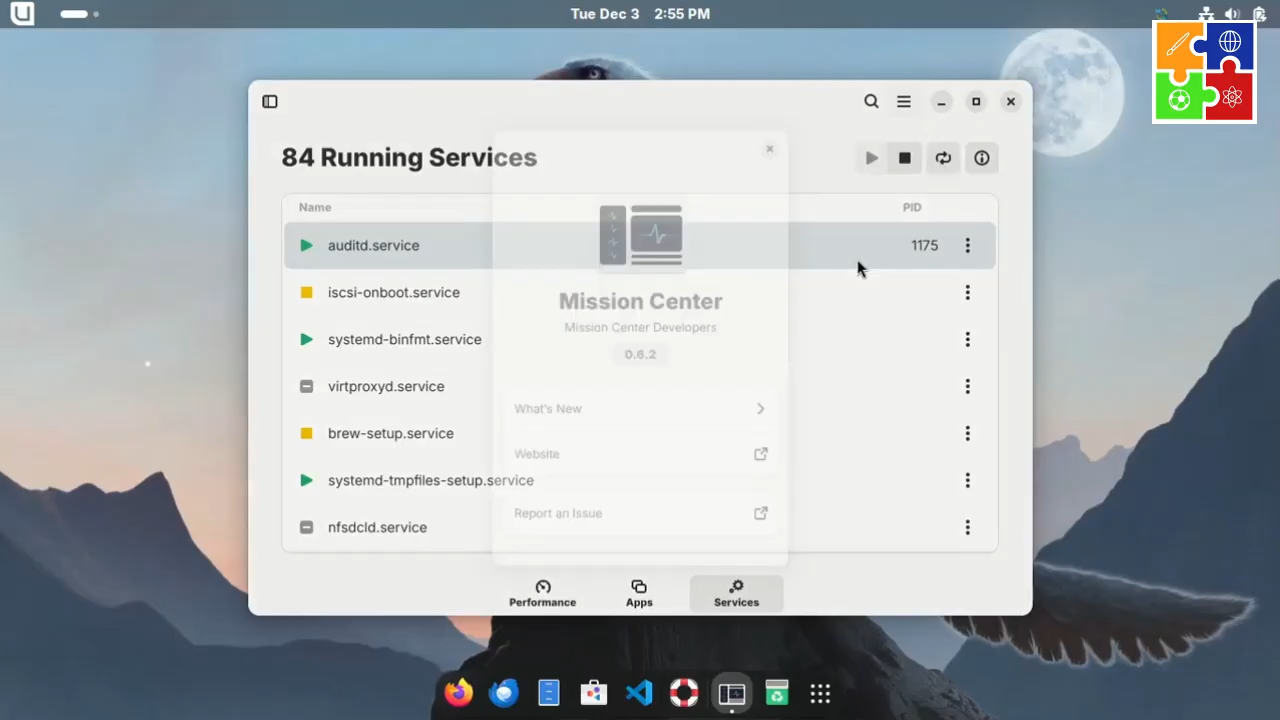 Tue Dec 3 2:55 PM
84 Running Services
Name PID
auditd.service 1175
iscsi-onboot.service
systemd-binfmt.service
virtproxyd.service
brew-setup.service
systemd-tmpfiles-setup.service
nfsdcld.service
Mission Center
Mission Center Developers
0.6.2
What's New
Website
Report an Issue
Performance Apps Services